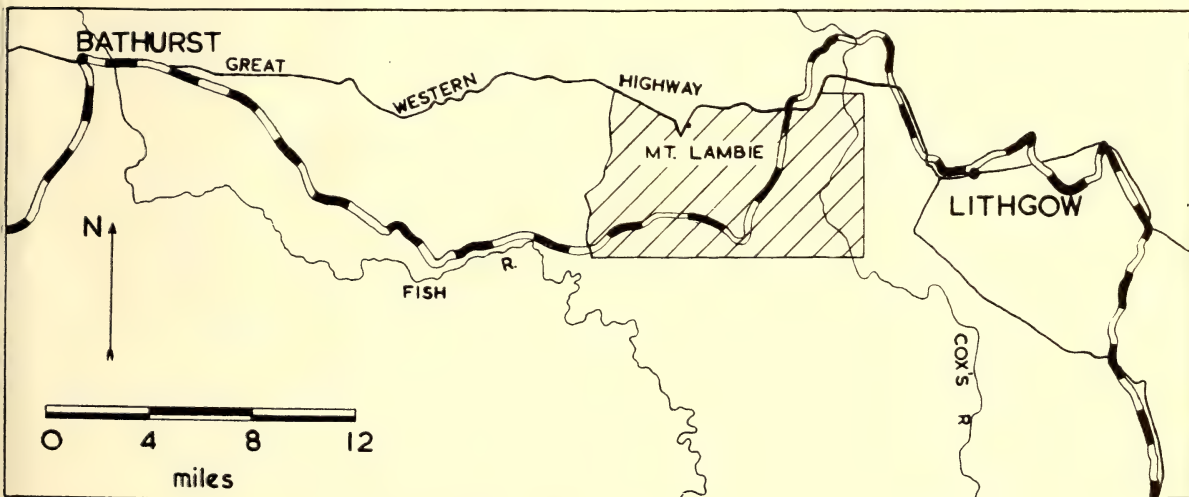 BATHURST
GREAT
WESTERN
HIGHWAY
MT. LAMBIE
LITHGOW
N
R.
FISH
COX'S R
0 4 8 12
miles